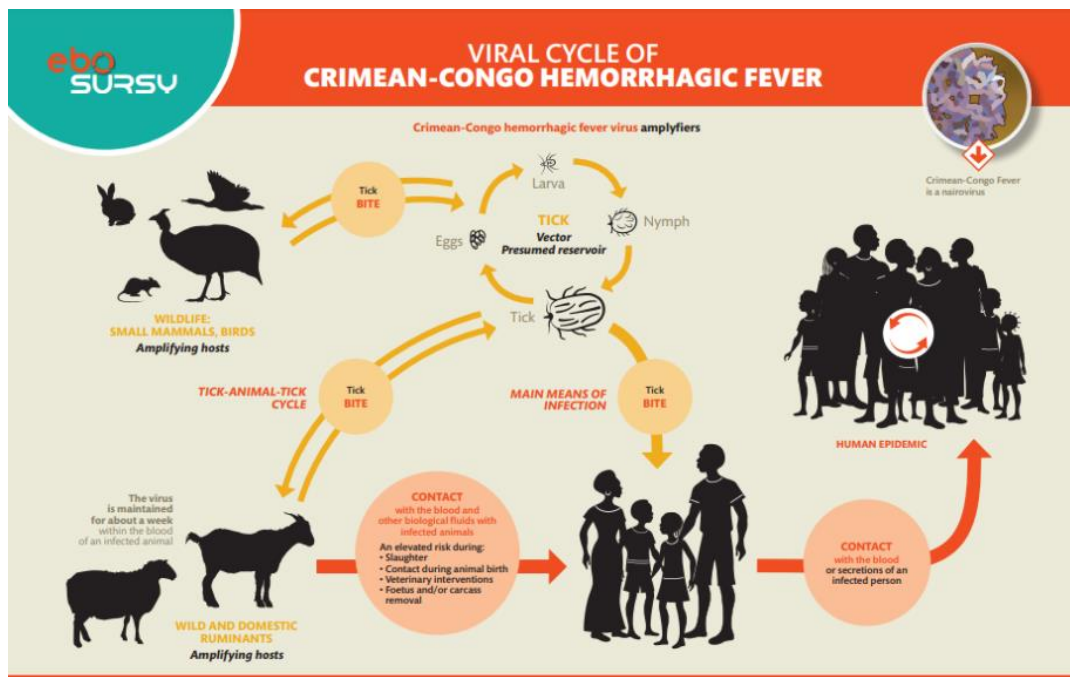 ebo
SURSY
VIRAL CYCLE OF
CRIMEAN-CONGO HEMORRHAGIC FEVER
Crimean-Congo hemorrhagic fever virus amplyfiers
Crimean-Congo Fever
is a nairovirus
Tick
BITE
Larva
Eggs
TICK
Vector
Presumed reservoir
Nymph
Tick
WILDLIFE:
SMALL MAMMALS, BIRDS
Amplifying hosts
TICK-ANIMAL-TICK
CYCLE
Tick
BITE
MAIN MEANS OF
INFECTION
Tick
BITE
HUMAN EPIDEMIC
The virus
is maintained
for about a week
within the blood
of an infected animal
CONTACT
with the blood and
other biological fluids with
infected animals
An elevated risk during:
• Slaughter
• Contact during animal birth
• Veterinary interventions
• Foetus and/or carcass
removal
CONTACT
with the blood
or secretions of an
infected person
WILD AND DOMESTIC
RUMINANTS
Amplifying hosts